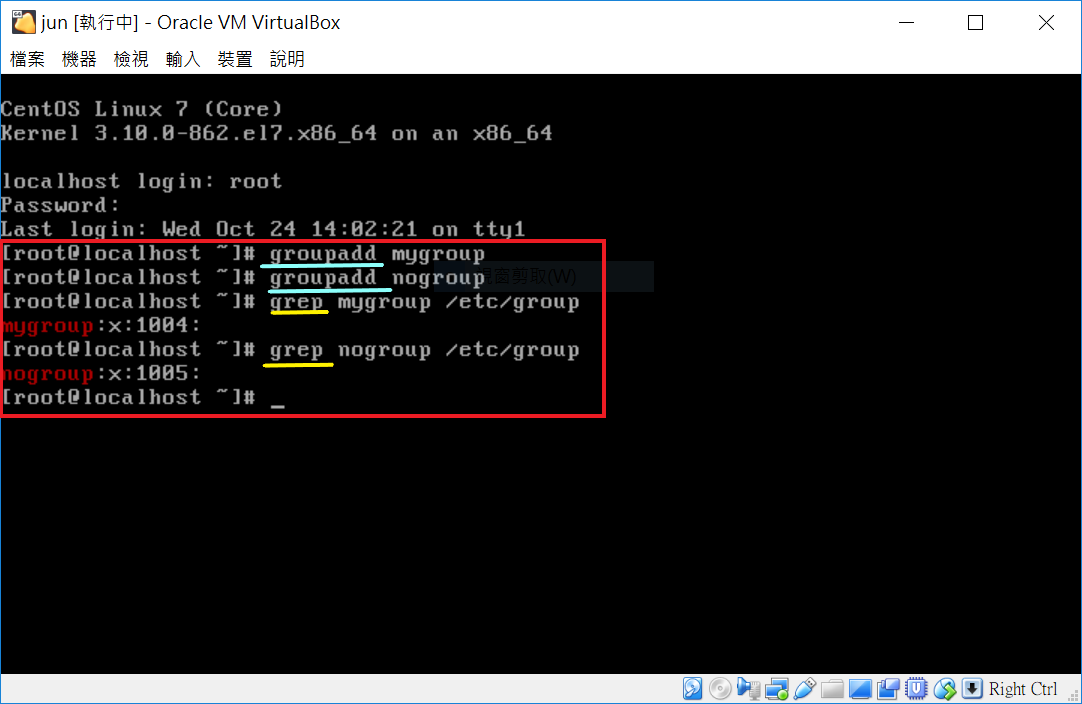 jun [執行中] - Oracle VM VirtualBox
檔案 機器 檢視 輸入 裝置 說明
CentOS Linux 7 (Core)
Kernel 3.10.0-862.el7.x86_64 on an x86_64
localhost login: root
Password:
Last login: Wed Oct 24 14:02:21 on tty1
[root@localhost ~]# groupadd mygroup
[root@localhost ~]# groupadd nogroup
視窗剪取(W)
[root@localhost ~]# grep mygroup /etc/group
mygroup:x:1004:
[root@localhost ~]# grep nogroup /etc/group
nogroup:x:1005:
[root@localhost ~]# _
Right Ctrl